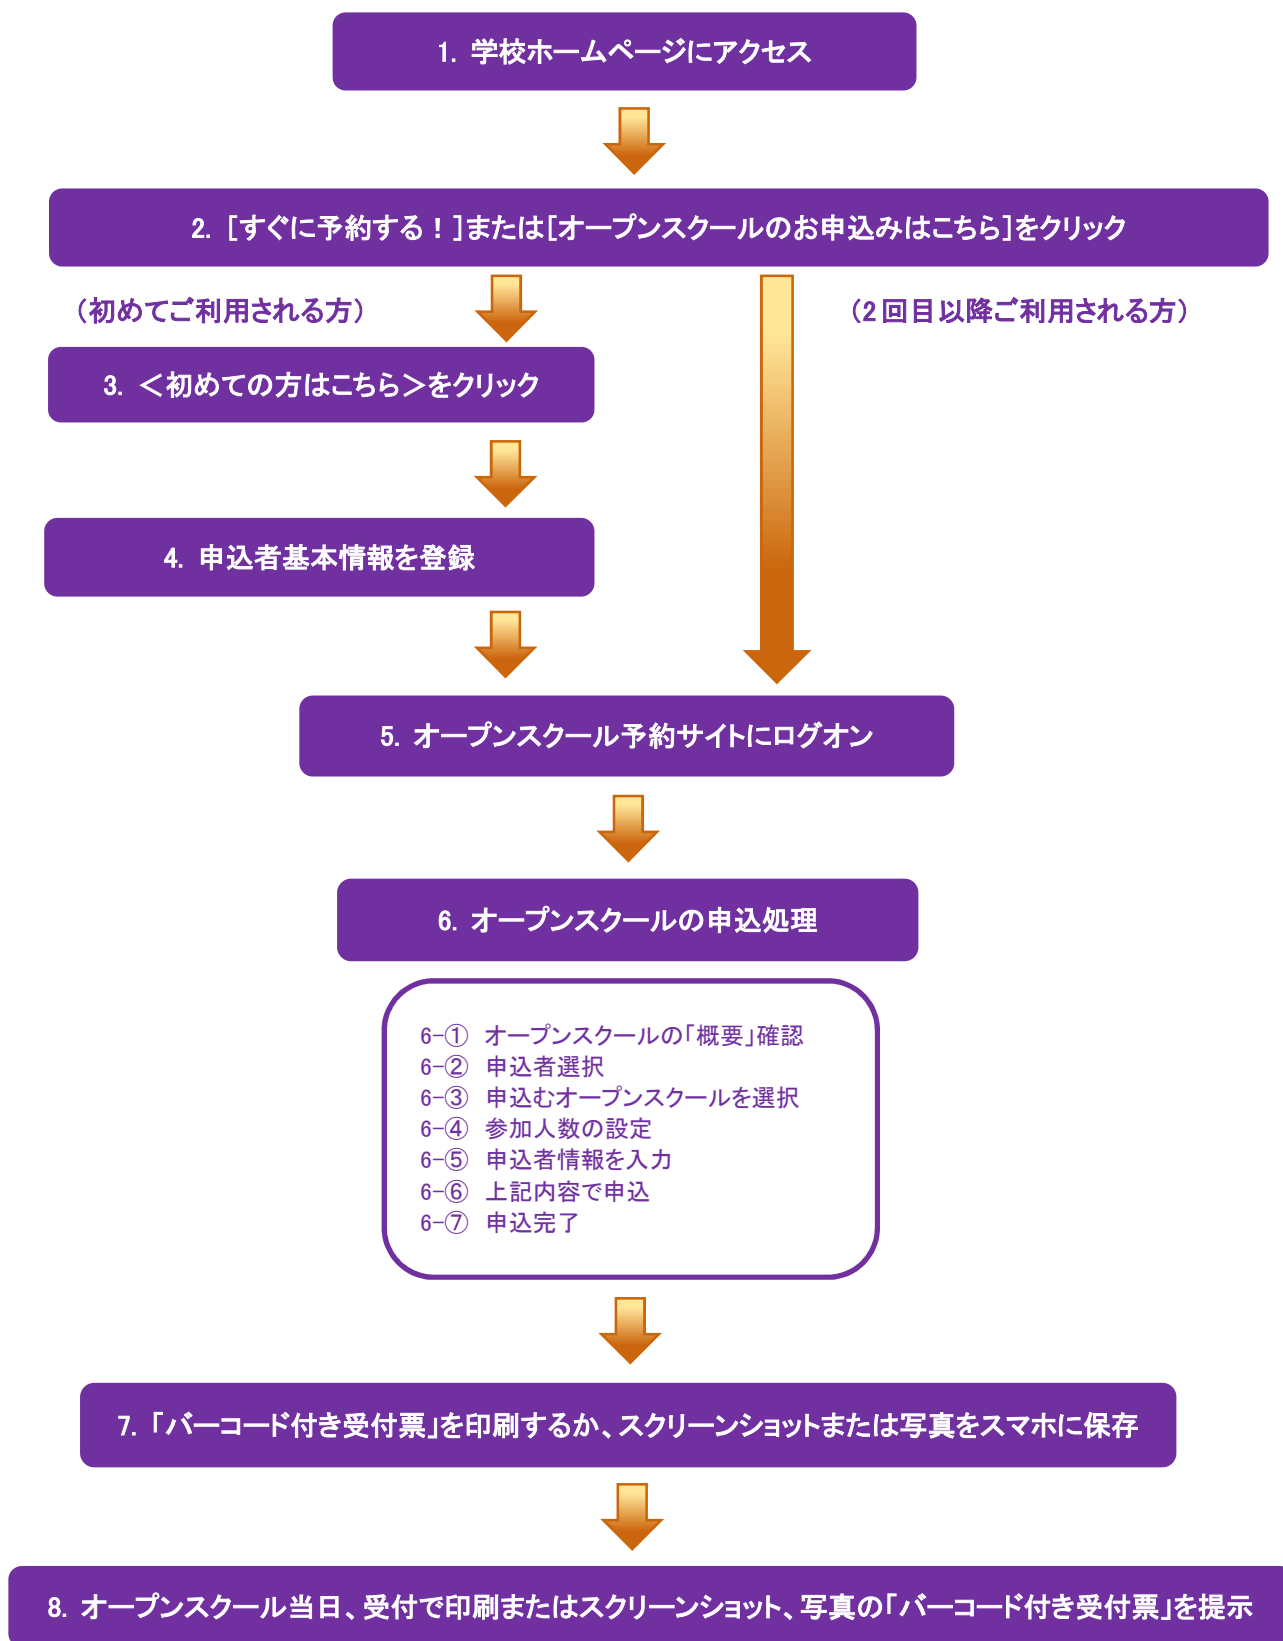 1. 学校ホームページにアクセス
2. [すぐに予約する！]または[オープンスクールのお申込みはこちら]をクリック
（初めてご利用される方）
（2回目以降ご利用される方）
3. ＜初めての方はこちら＞をクリック
4. 申込者基本情報を登録
5. オープンスクール予約サイトにログオン
6. オープンスクールの申込処理
6-① オープンスクールの「概要」確認
6-② 申込者選択
6-③ 申込むオープンスクールを選択
6-④ 参加人数の設定
6-⑤ 申込者情報を入力
6-⑥ 上記内容で申込
6-⑦ 申込完了
7. 「バーコード付き受付票」を印刷するか、スクリーンショットまたは写真をスマホに保存
8. オープンスクール当日、受付で印刷またはスクリーンショット、写真の「バーコード付き受付票」を提示